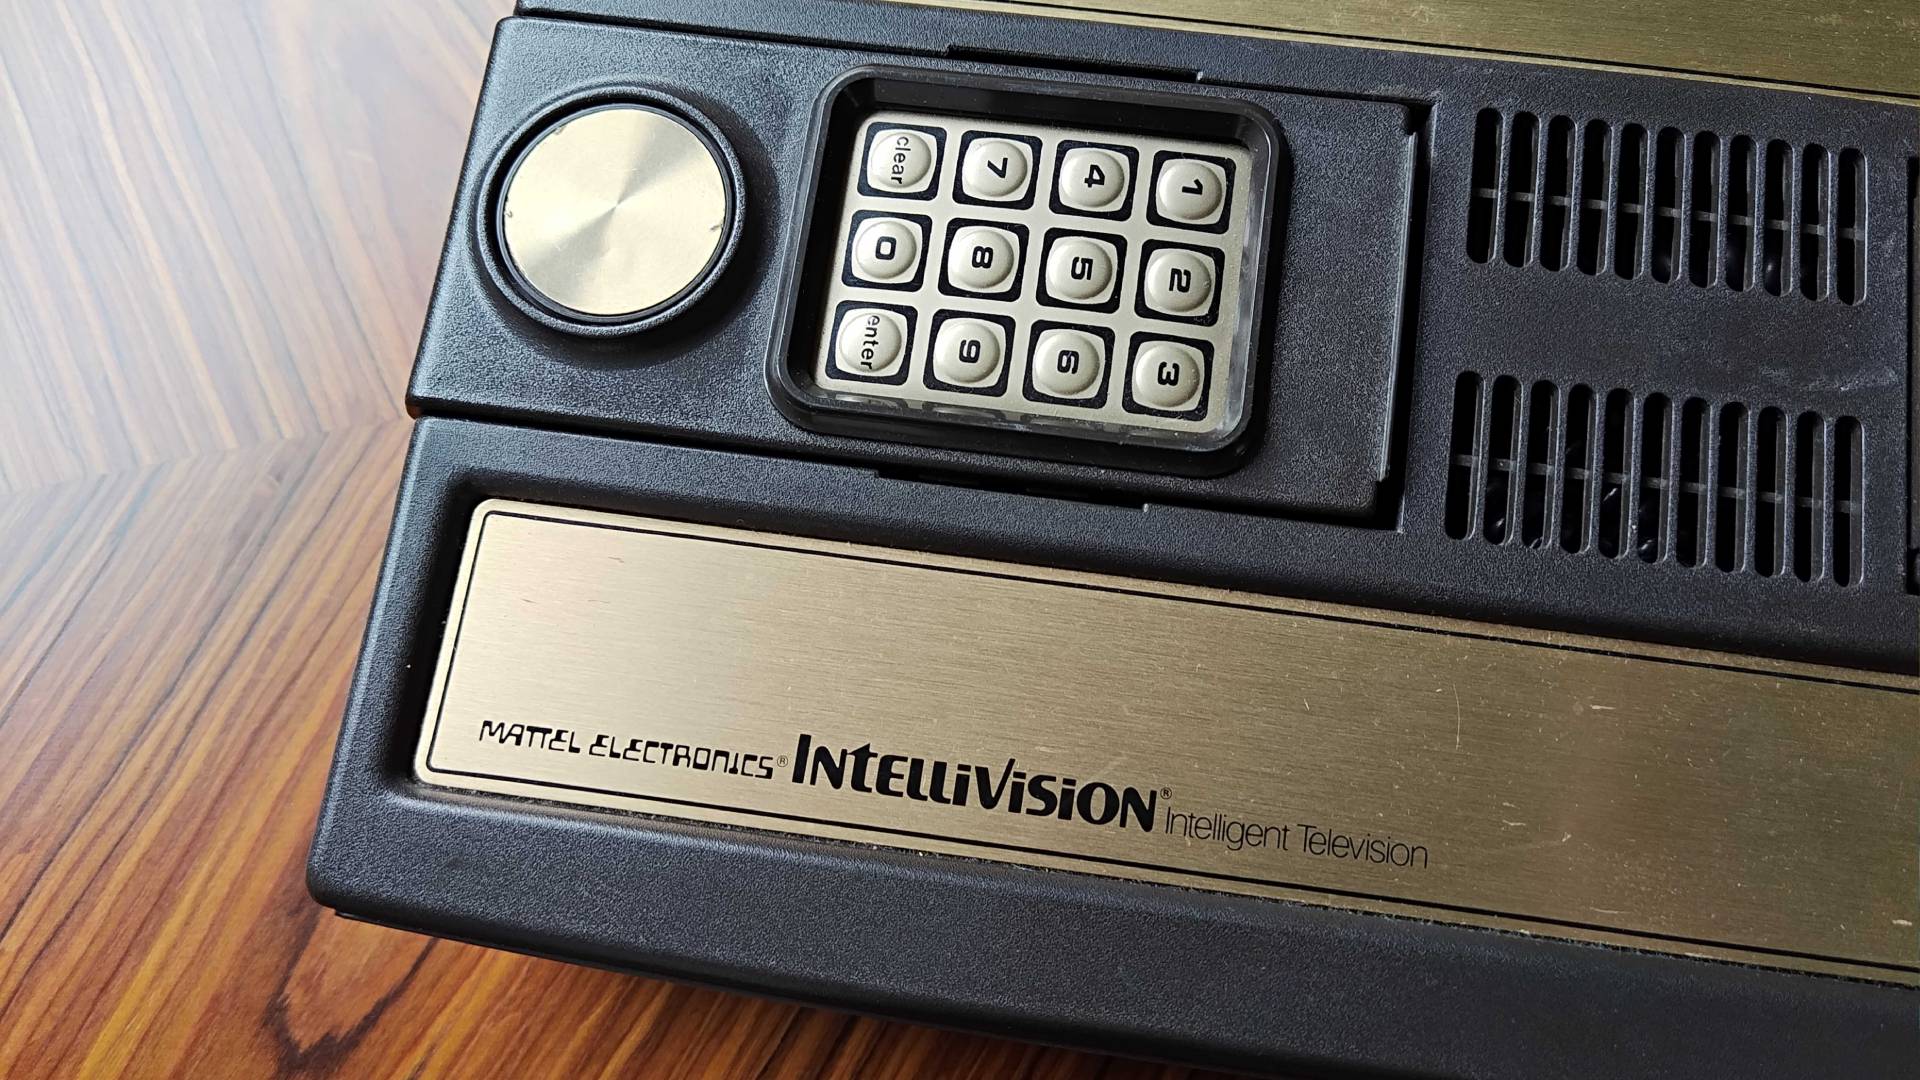 clear 7 4 1
0 8 5 2
enter 9 6 3
MATTEL ELECTRONICS® INTELLIVISION® Intelligent Television